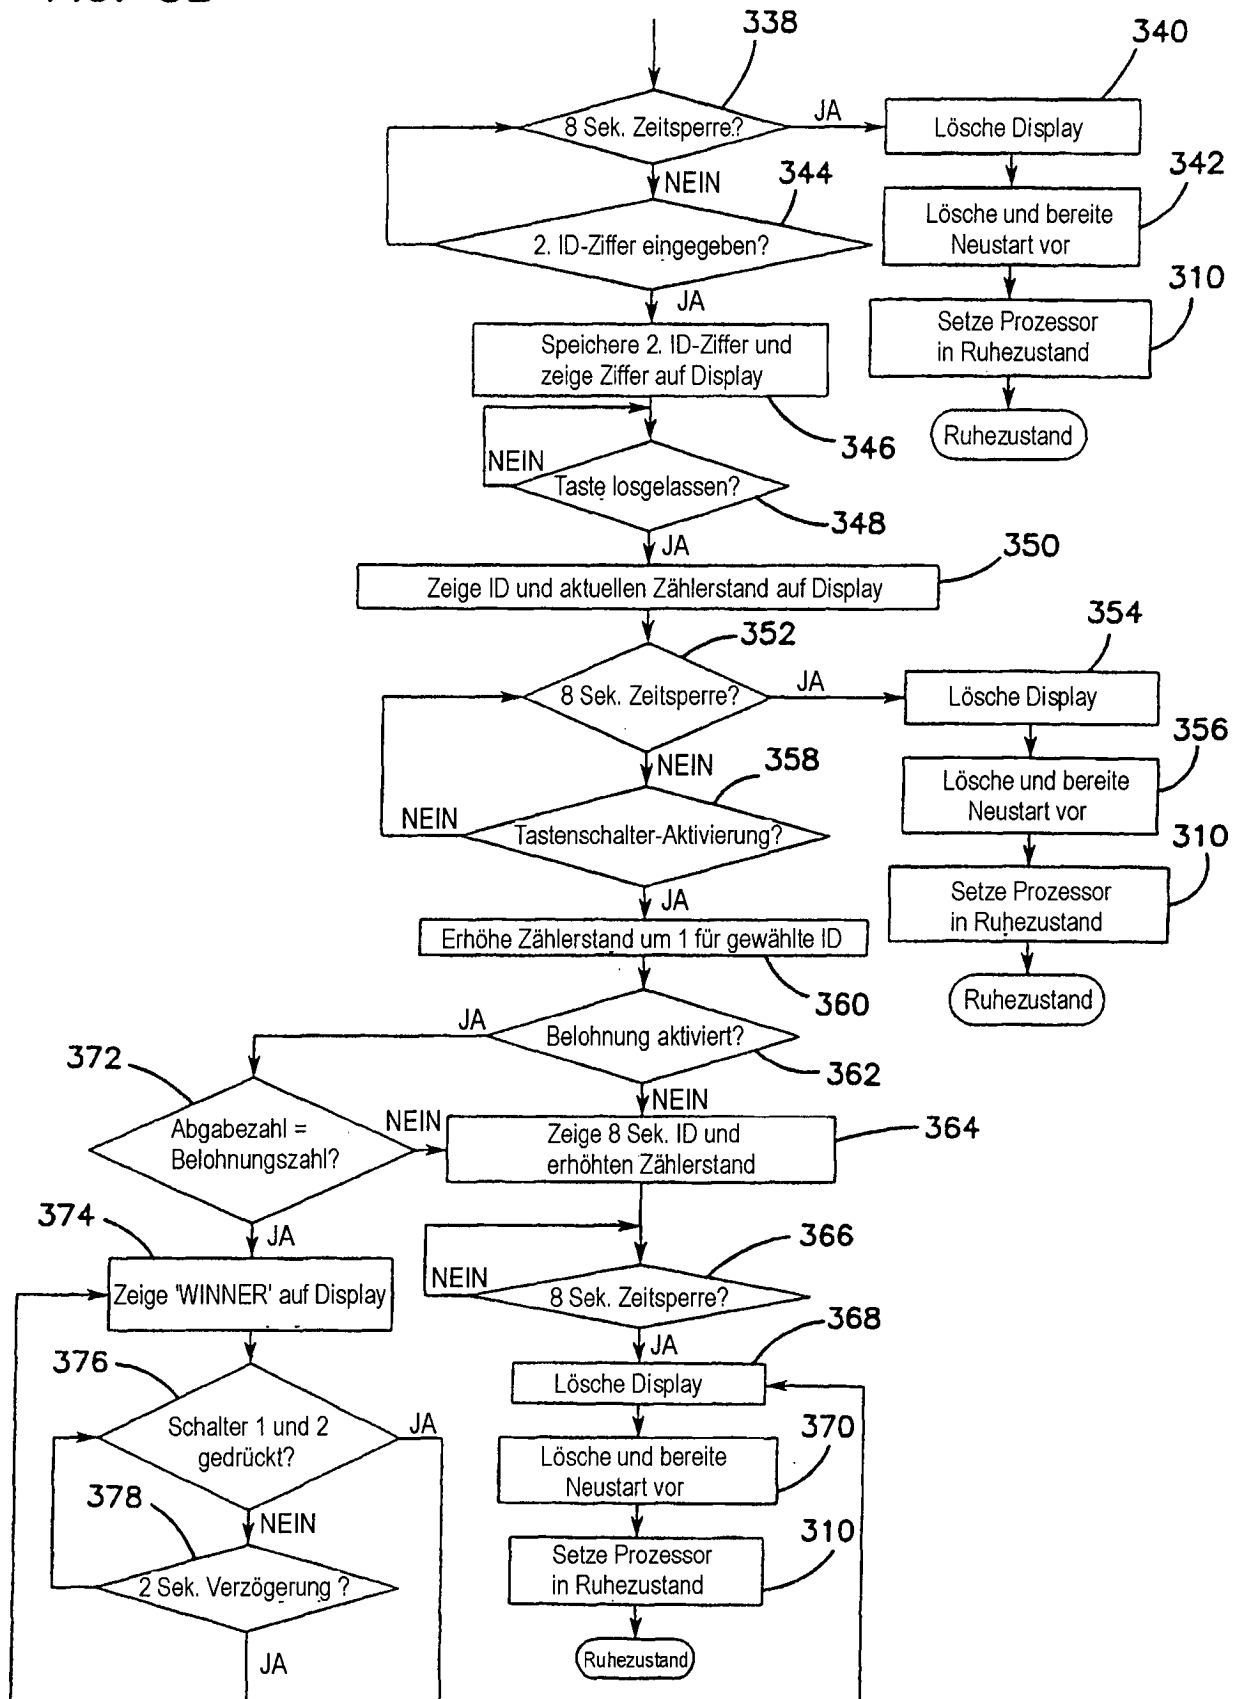 338
340
8 Sek. Zeitsperre?
JA
Lösche Display
NEIN
344
342
2. ID-Ziffer eingegeben?
Lösche und bereite
Neustart vor
JA
310
Speichere 2. ID-Ziffer und
zeige Ziffer auf Display
Setze Prozessor
in Ruhezustand
346
Ruhezustand
NEIN
Taste losgelassen?
348
JA
350
Zeige ID und aktuellen Zählerstand auf Display
352
354
8 Sek. Zeitsperre?
JA
Lösche Display
NEIN
358
356
NEIN
Tastenschalter-Aktivierung?
Lösche und bereite
Neustart vor
310
JA
Setze Prozessor
in Ruhezustand
Erhöhe Zählerstand um 1 für gewählte ID
360
Ruhezustand
JA
Belohnung aktiviert?
362
372
NEIN
Abgabezahl =
Belohnungszahl?
NEIN
Zeige 8 Sek. ID und
erhöhten Zählerstand
364
374
JA
366
Zeige 'WINNER' auf Display
NEIN
8 Sek. Zeitsperre?
JA
368
376
Lösche Display
Schalter 1 und 2
gedrückt?
JA
370
Lösche und bereite
Neustart vor
378
NEIN
310
Setze Prozessor
in Ruhezustand
2 Sek. Verzögerung ?
JA
Ruhezustand